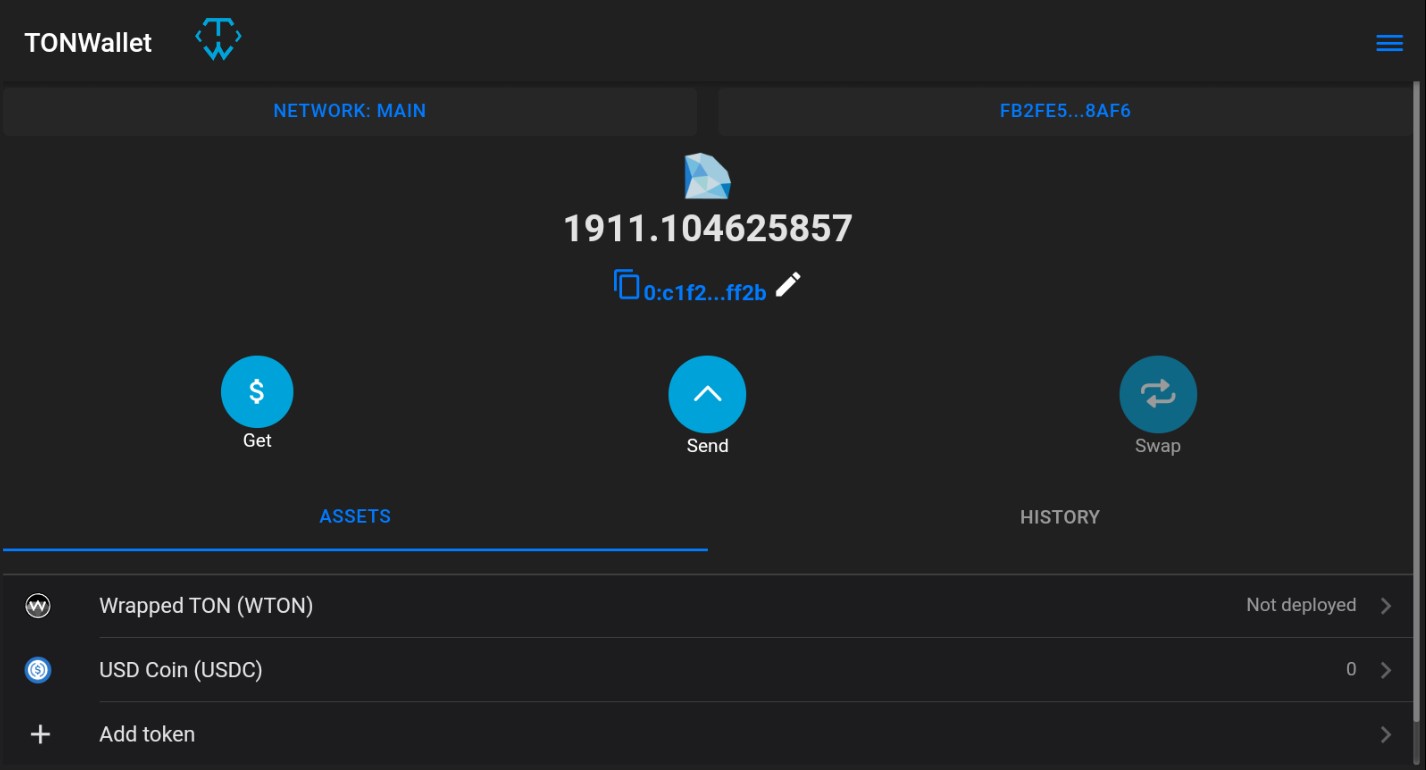 TONWallet
NETWORK: MAIN
FB2FE5...8AF6
1911.104625857
0:c1f2...ff2b
Get
Send
Swap
ASSETS
HISTORY
Wrapped TON (WTON)
Not deployed
USD Coin (USDC)
0
Add token